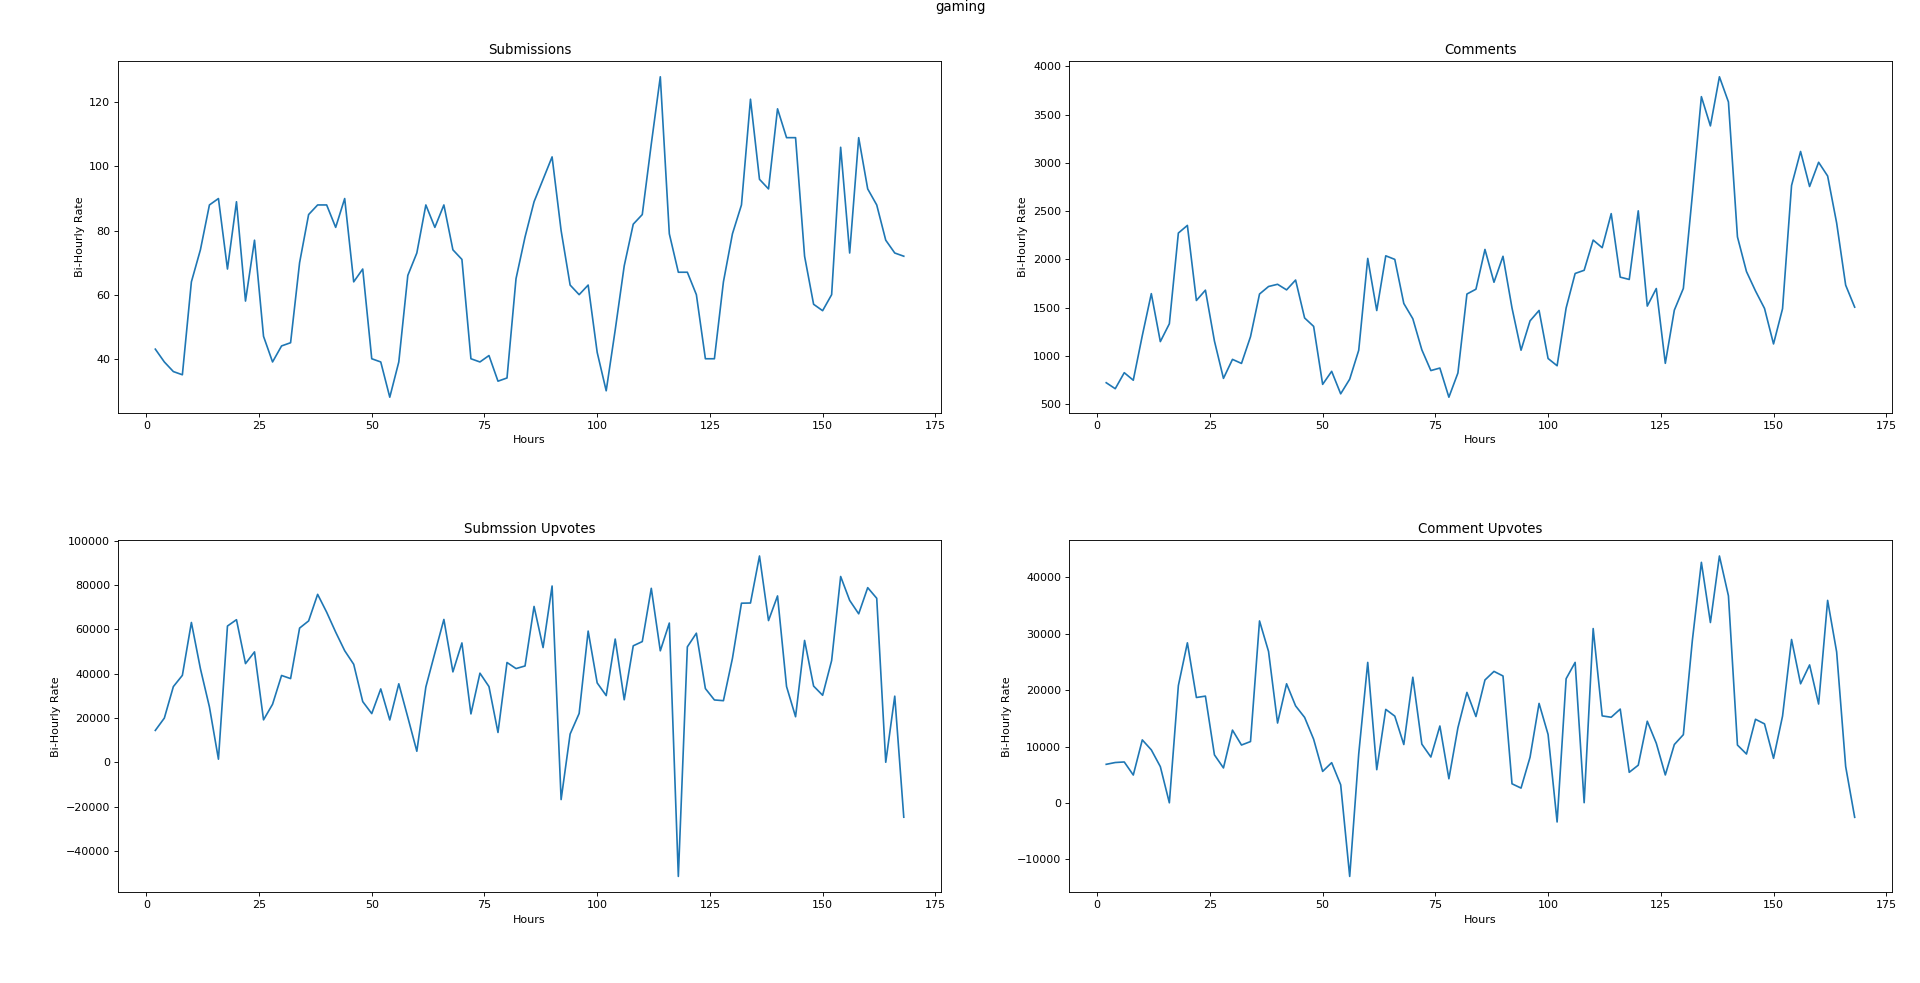 gaming
Submissions
Bi-Hourly Rate
120
100
80
60
40
0 25 50 75 100 125 150 175
Hours
Comments
Bi-Hourly Rate
4000
3500
3000
2500
2000
1500
1000
500
0 25 50 75 100 125 150 175
Hours
Submssion Upvotes
Bi-Hourly Rate
100000
80000
60000
40000
20000
0
−20000
−40000
0 25 50 75 100 125 150 175
Hours
Comment Upvotes
Bi-Hourly Rate
40000
30000
20000
10000
0
−10000
0 25 50 75 100 125 150 175
Hours